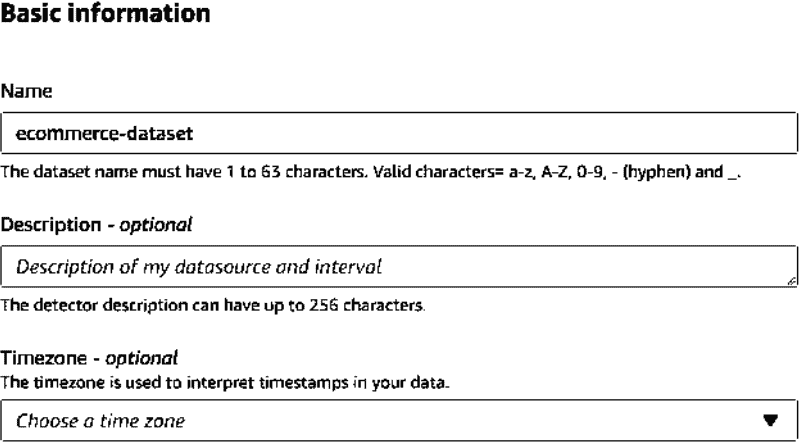 Basic information
Name
ecommerce-dataset
The dataset name must have 1 to 63 characters. Valid characters= a-z, A-Z, 0-9, - (hyphen) and _.
Description - optional
Description of my datasource and interval
The detector description can have up to 256 characters.
Timezone - optional
The timezone is used to interpret timestamps in your data.
Choose a time zone